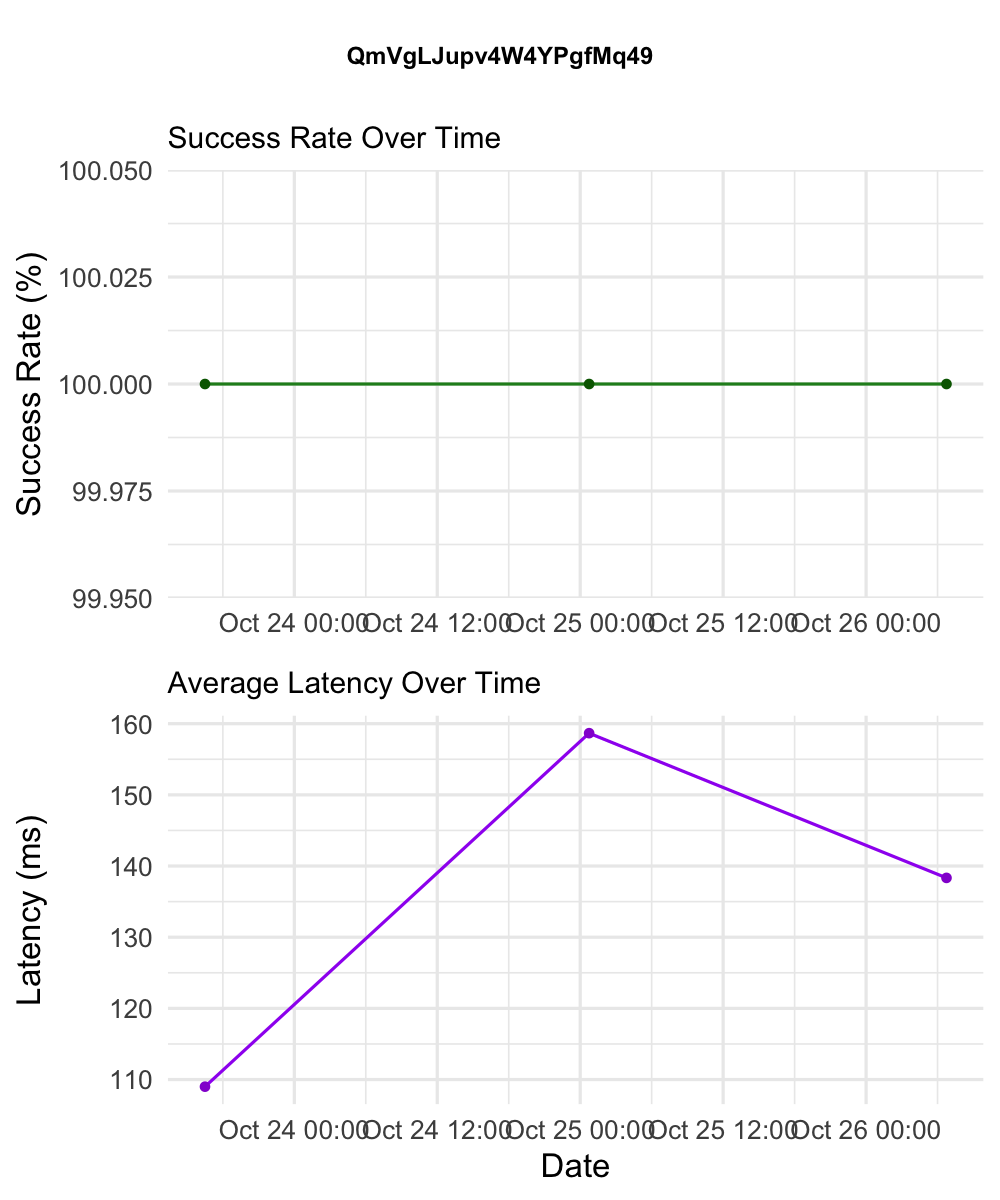 QmVgLJupv4W4YPgfMq49
Success Rate Over Time
Success Rate (%)
100.050
100.025
100.000
99.975
99.950
Oct 24 00:00 Oct 24 12:00 Oct 25 00:00 Oct 25 12:00 Oct 26 00:00
Average Latency Over Time
Latency (ms)
160
150
140
130
120
110
Oct 24 00:00 Oct 24 12:00 Oct 25 00:00 Oct 25 12:00 Oct 26 00:00
Date